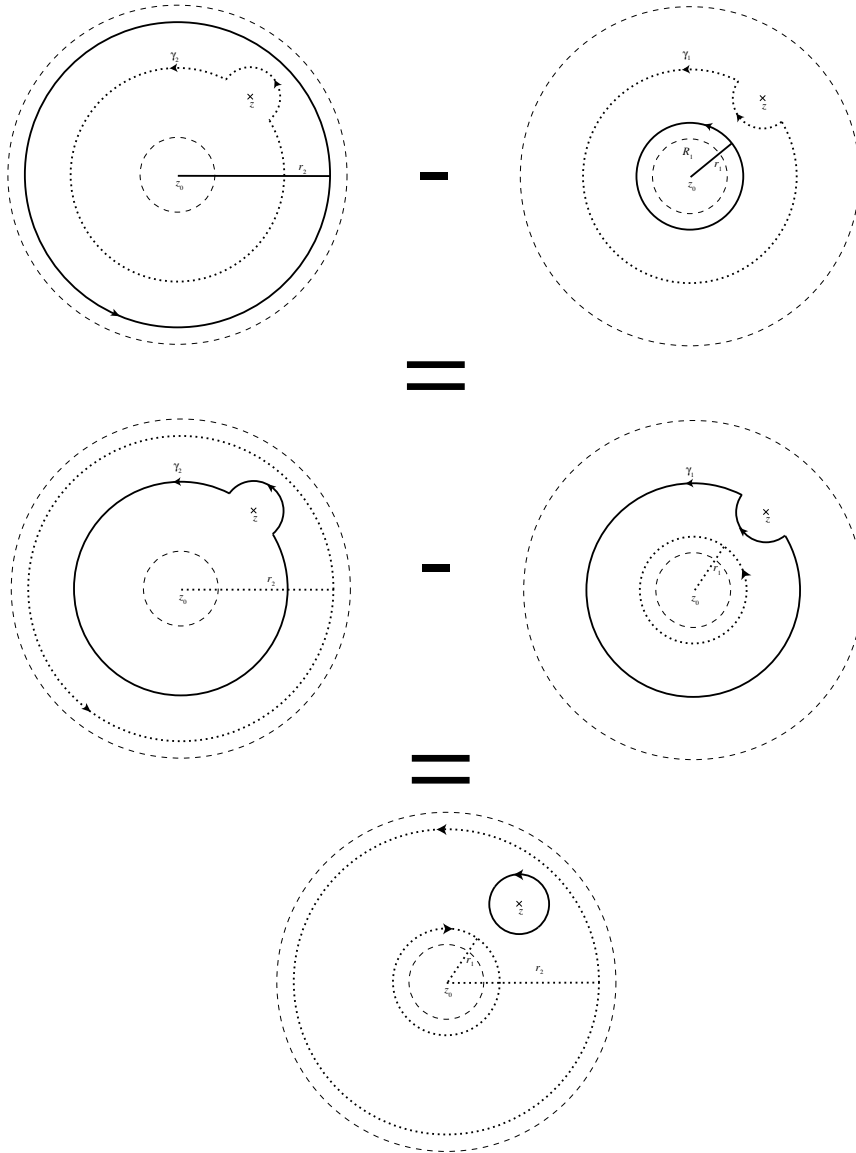 γ₂
z
r₂
z₀
-
γ₁
z
R₁
r₁
z₀
=
γ₂
z
r₂
z₀
-
γ₁
z
r₁
z₀
=
z
r₁
r₂
z₀